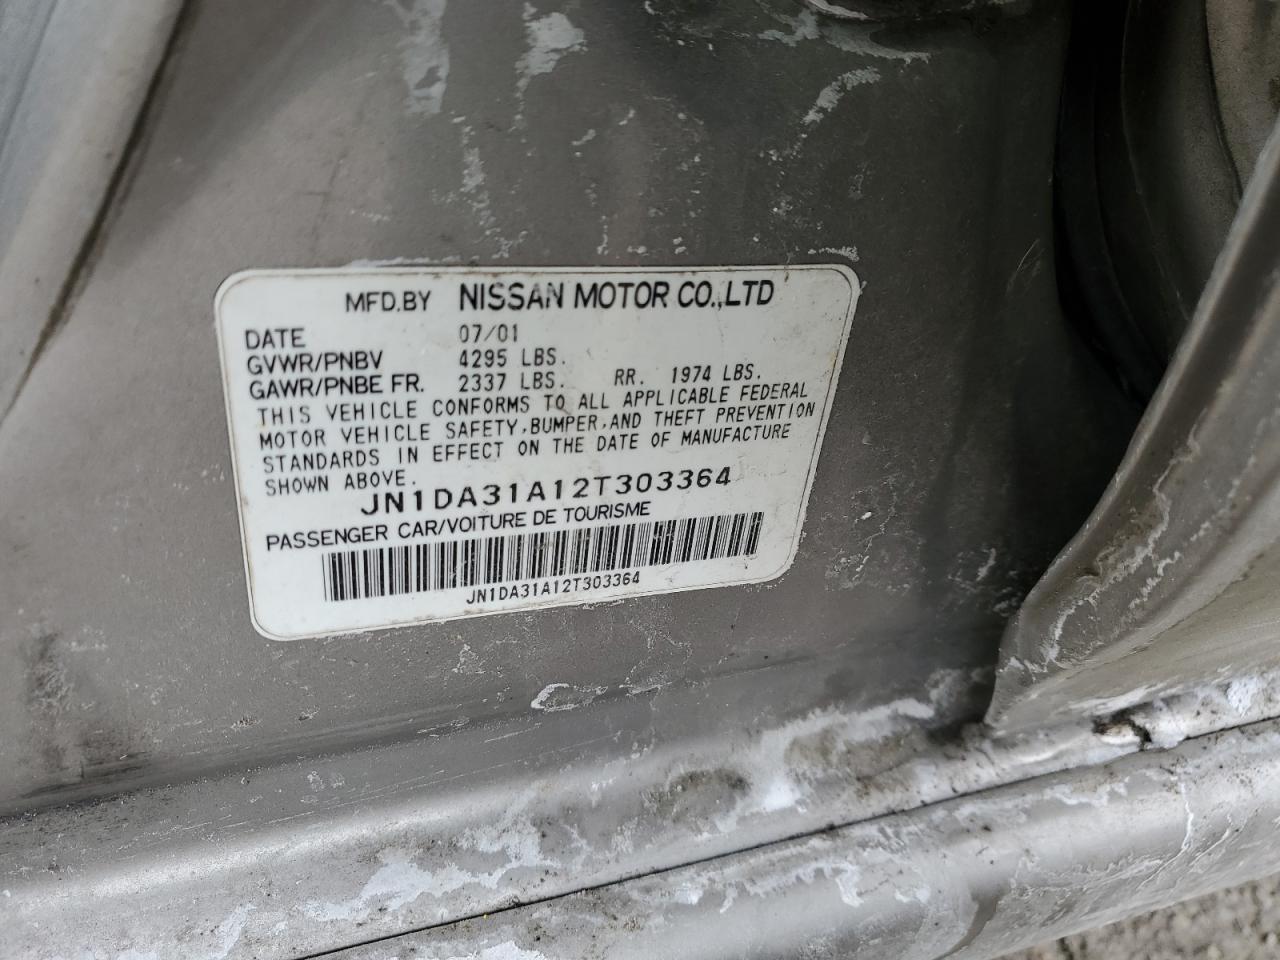 MFD.BY NISSAN MOTOR CO.,LTD
DATE 07/01
GVWR/PNBV 4295 LBS.
GAWR/PNBE FR. 2337 LBS. RR. 1974 LBS.
THIS VEHICLE CONFORMS TO ALL APPLICABLE FEDERAL
MOTOR VEHICLE SAFETY,BUMPER,AND THEFT PREVENTION
STANDARDS IN EFFECT ON THE DATE OF MANUFACTURE
SHOWN ABOVE.
JN1DA31A12T303364
PASSENGER CAR/VOITURE DE TOURISME
JN1DA31A12T303364